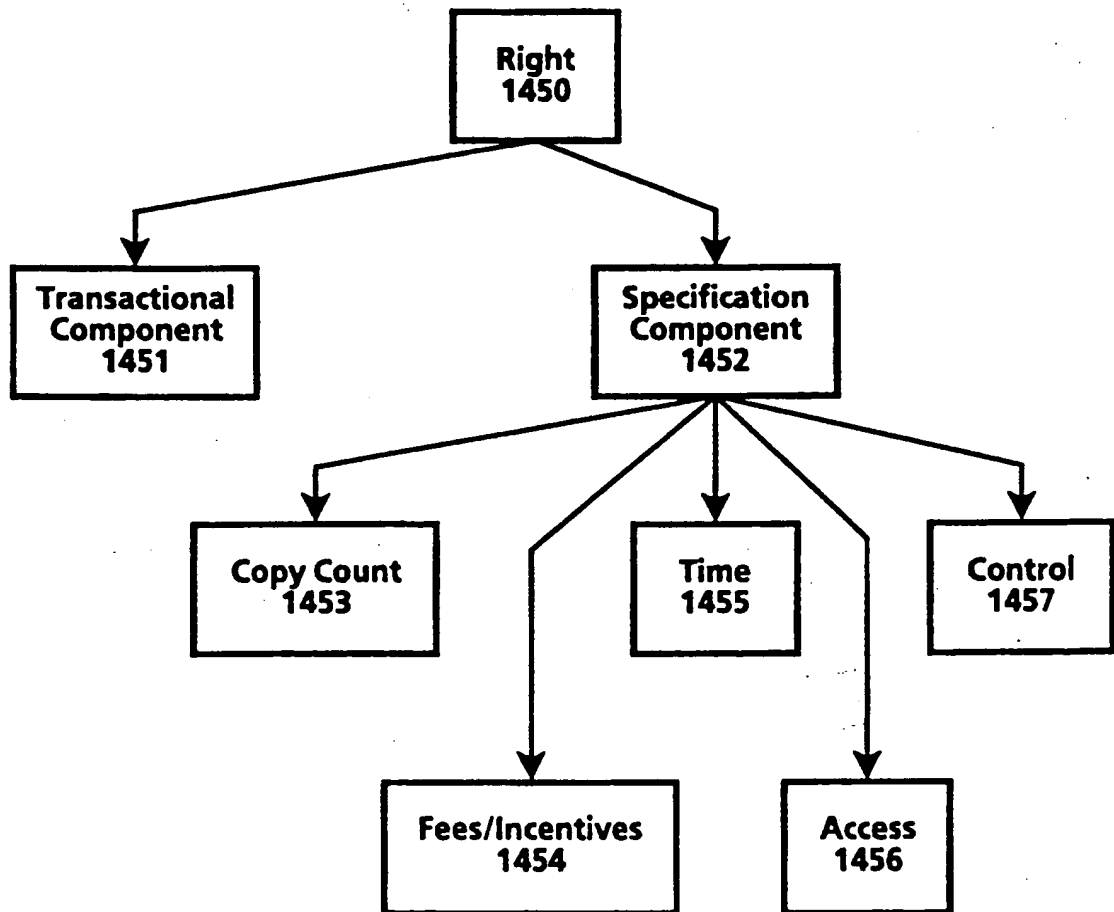 Right
1450
Transactional
Component
1451
Specification
Component
1452
Copy Count
1453
Time
1455
Control
1457
Fees/Incentives
1454
Access
1456